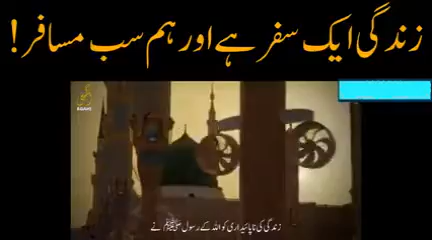 زندگی ایک سفر ہے اور ہم سب مسافر!
زندگی کی ناپائیداری کو اللہ کے رسول ﷺ نے